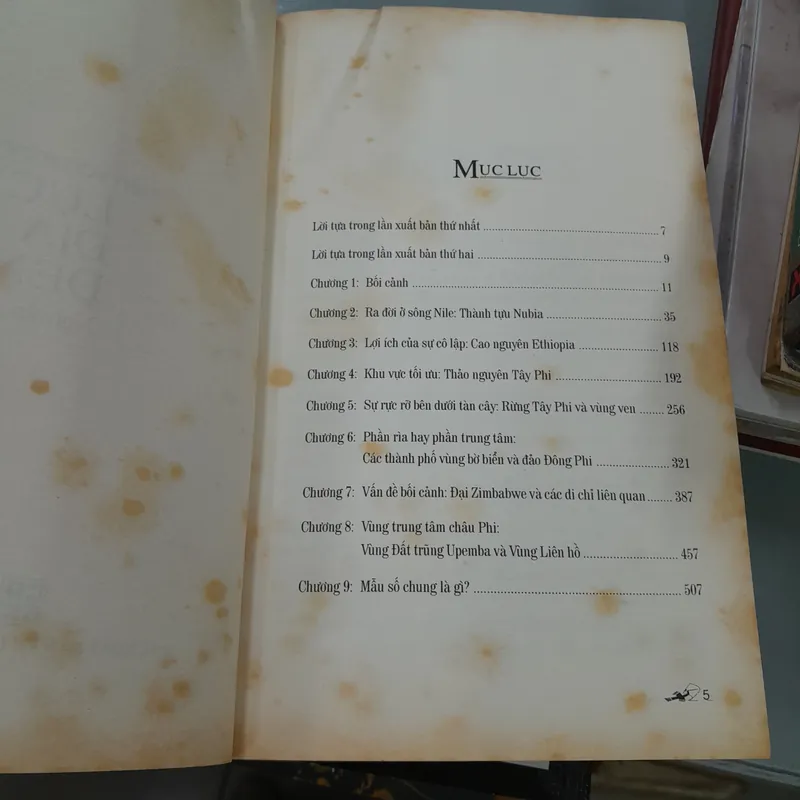 MỤC LỤC
Lời tựa trong lần xuất bản thứ nhất ........ 7
Lời tựa trong lần xuất bản thứ hai ........ 9
Chương 1: Bối cảnh ........ 11
Chương 2: Ra đời ở sông Nile: Thành tựu Nubia ........ 35
Chương 3: Lợi ích của sự cô lập: Cao nguyên Ethiopia ........ 118
Chương 4: Khu vực tối ưu: Thảo nguyên Tây Phi ........ 192
Chương 5: Sự rực rỡ bên dưới tàn cây: Rừng Tây Phi và vùng ven ........ 256
Chương 6: Phần rìa hay phần trung tâm:
Các thành phố vùng bờ biển và đảo Đông Phi ........ 321
Chương 7: Vấn đề bối cảnh: Đại Zimbabwe và các di chỉ liên quan ........ 387
Chương 8: Vùng trung tâm châu Phi:
Vùng Đất trũng Upemba và Vùng Liên hồ ........ 457
Chương 9: Mẫu số chung là gì? ........ 507
5